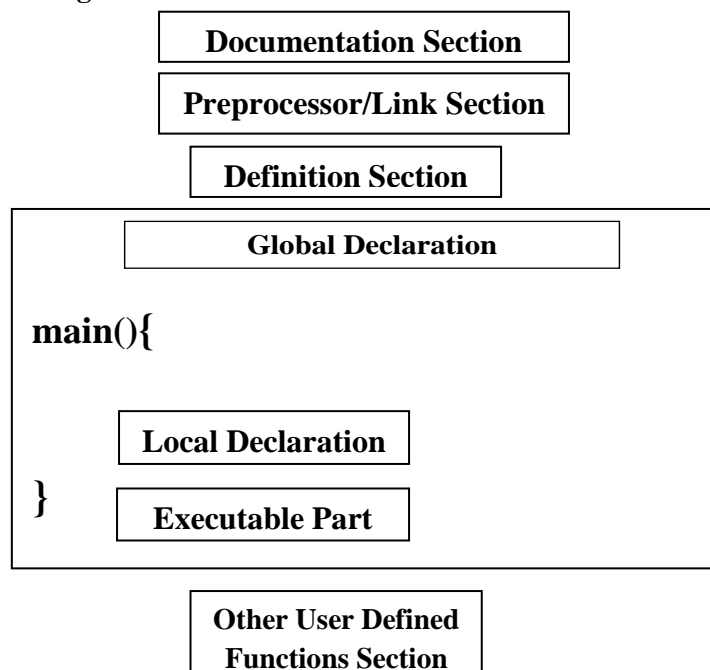 Documentation Section
Preprocessor/Link Section
Definition Section
Global Declaration
main(){
Local Declaration
}
Executable Part
Other User Defined
Functions Section